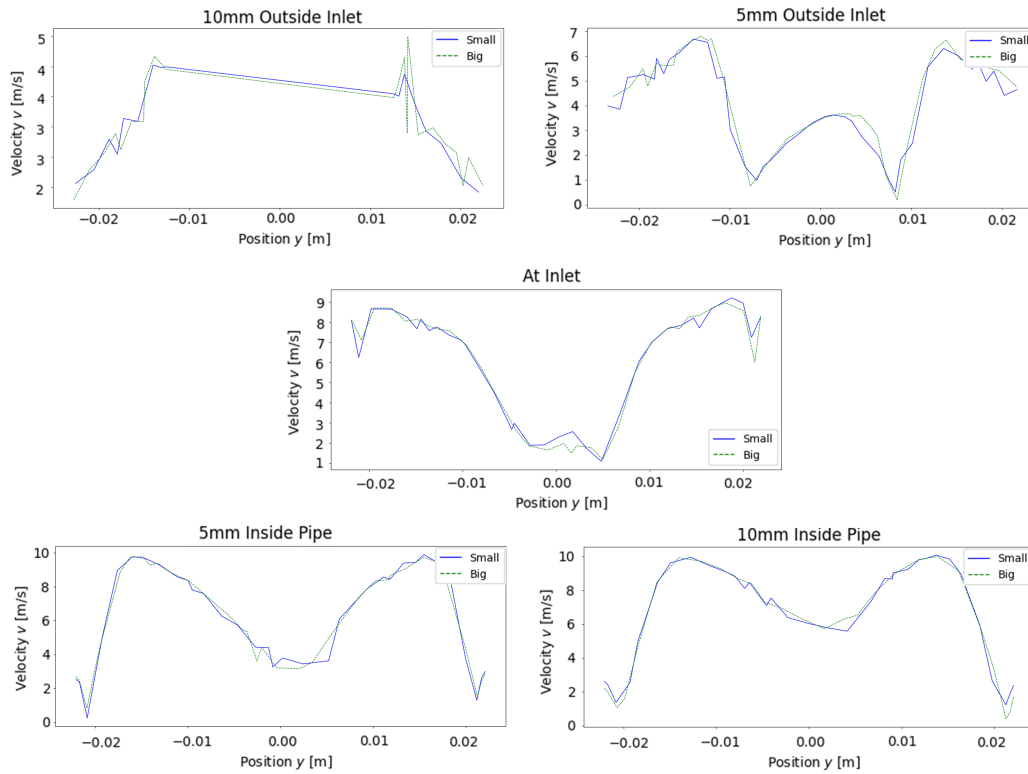 10mm Outside Inlet
5
4
4
3
3
2
Velocity v [m/s]
−0.02 −0.01 0.00 0.01 0.02
Position y [m]
Small
Big
5mm Outside Inlet
7
6
5
4
3
2
1
0
Velocity v [m/s]
−0.02 −0.01 0.00 0.01 0.02
Position y [m]
Small
Big
At Inlet
9
8
7
6
5
4
3
2
1
Velocity v [m/s]
−0.02 −0.01 0.00 0.01 0.02
Position y [m]
Small
Big
5mm Inside Pipe
10
8
6
4
2
0
Velocity v [m/s]
−0.02 −0.01 0.00 0.01 0.02
Position y [m]
Small
Big
10mm Inside Pipe
10
8
6
4
2
0
Velocity v [m/s]
−0.02 −0.01 0.00 0.01 0.02
Position y [m]
Small
Big